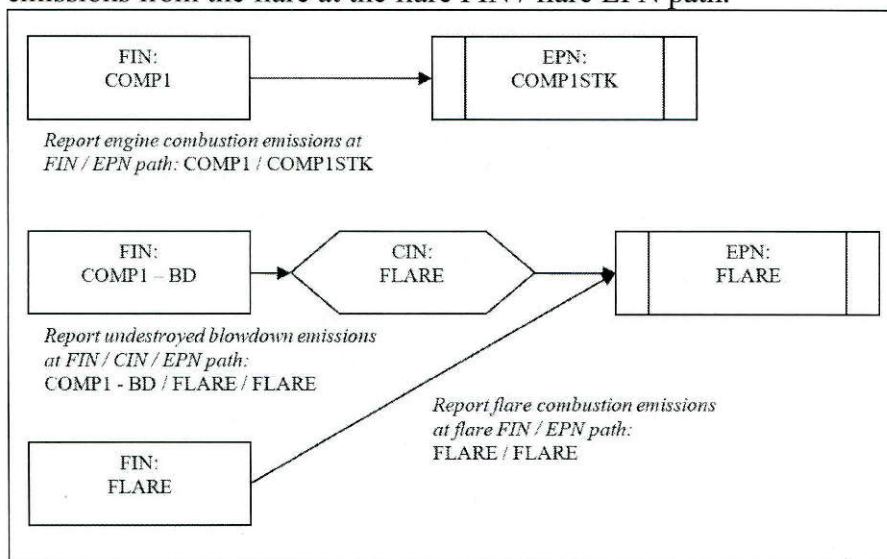 emissions from the flare at the flare FIN / flare EPN path.
FIN:
COMP1
EPN:
COMP1STK
Report engine combustion emissions at
FIN / EPN path: COMP1 / COMP1STK
FIN:
COMP1 – BD
CIN:
FLARE
EPN:
FLARE
Report undestroyed blowdown emissions
at FIN / CIN / EPN path:
COMP1 - BD / FLARE / FLARE
Report flare combustion emissions
at flare FIN / EPN path:
FLARE / FLARE
FIN:
FLARE